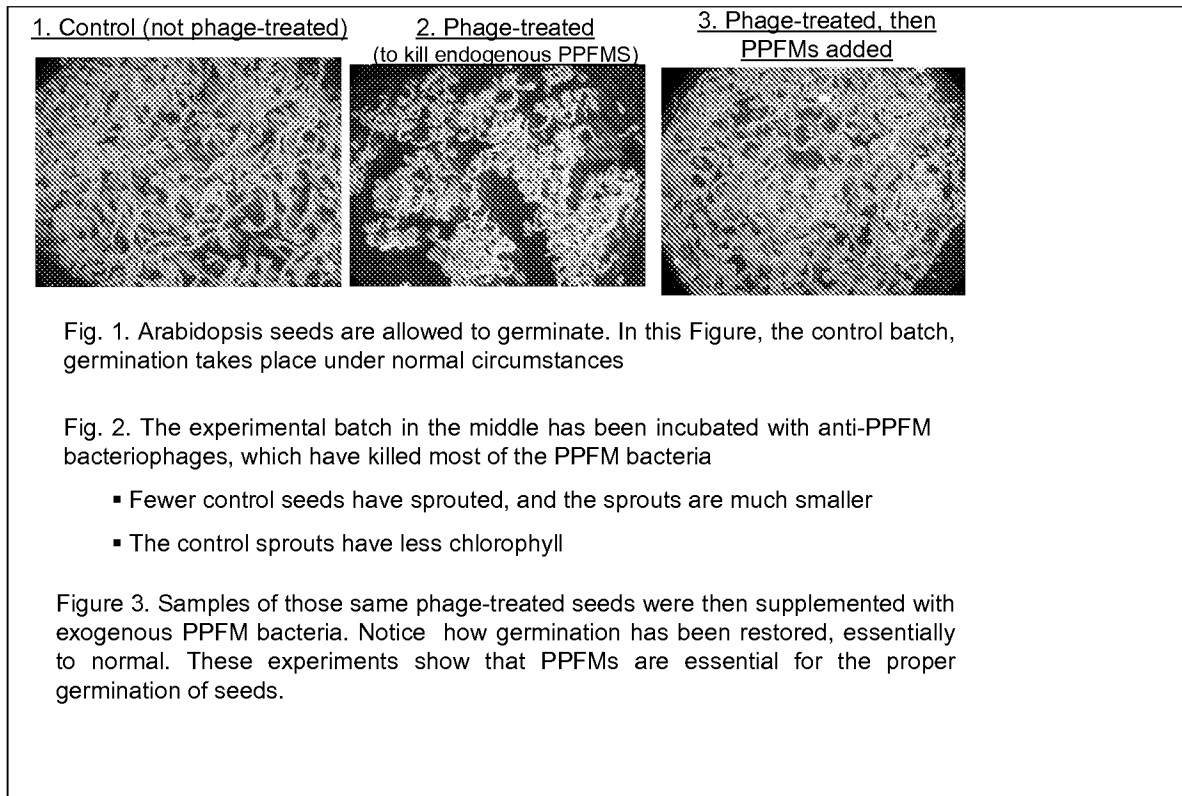 1. Control (not phage-treated)
2. Phage-treated
(to kill endogenous PPFMS)
3. Phage-treated, then
PPFMs added
Fig. 1. Arabidopsis seeds are allowed to germinate. In this Figure, the control batch,
germination takes place under normal circumstances
Fig. 2. The experimental batch in the middle has been incubated with anti-PPFM
bacteriophages, which have killed most of the PPFM bacteria
▪ Fewer control seeds have sprouted, and the sprouts are much smaller
▪ The control sprouts have less chlorophyll
Figure 3. Samples of those same phage-treated seeds were then supplemented with
exogenous PPFM bacteria. Notice how germination has been restored, essentially
to normal. These experiments show that PPFMs are essential for the proper
germination of seeds.